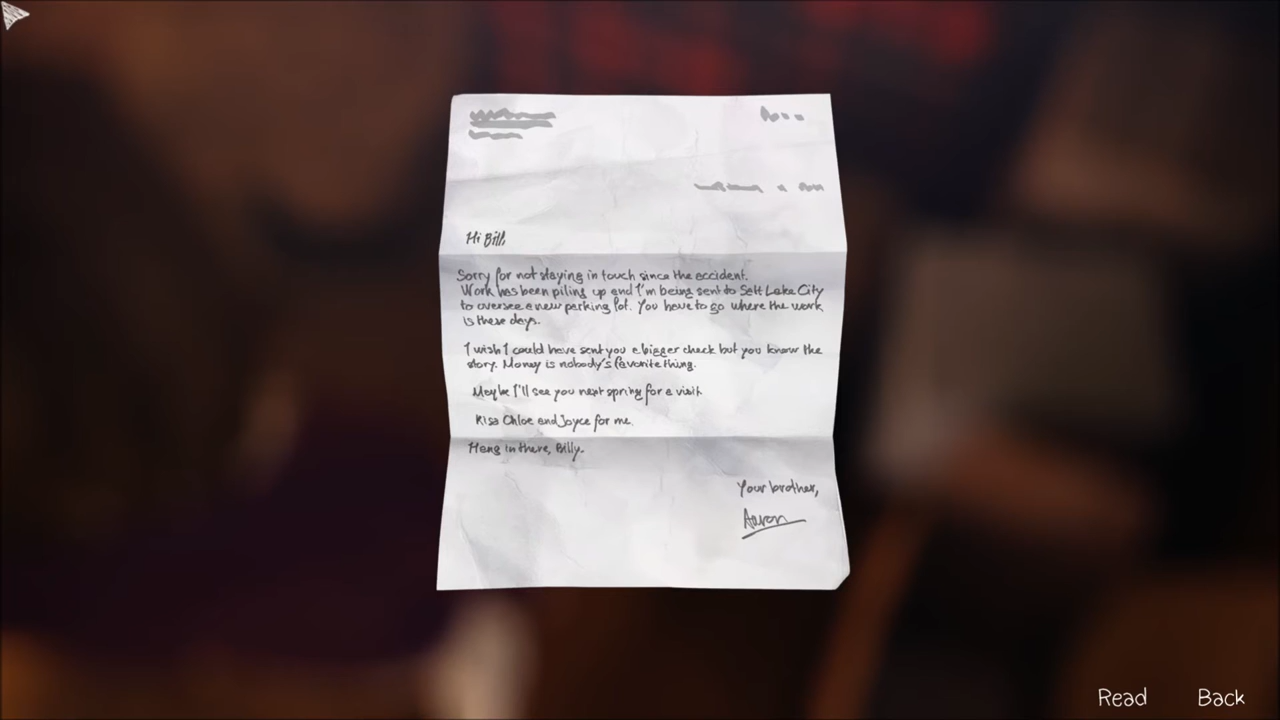 Hi Bill,
Sorry for not staying in touch since the accident.
Work has been piling up and I'm being sent to Salt Lake City
to oversee a new parking lot. You have to go where the work
is these days.
I wish I could have sent you a bigger check but you know the
story. Money is nobody's favorite thing.
Maybe I'll see you next spring for a visit.
Kiss Chloe and Joyce for me.
Hang in there, Billy.
Your brother,
Aaron
Read
Back